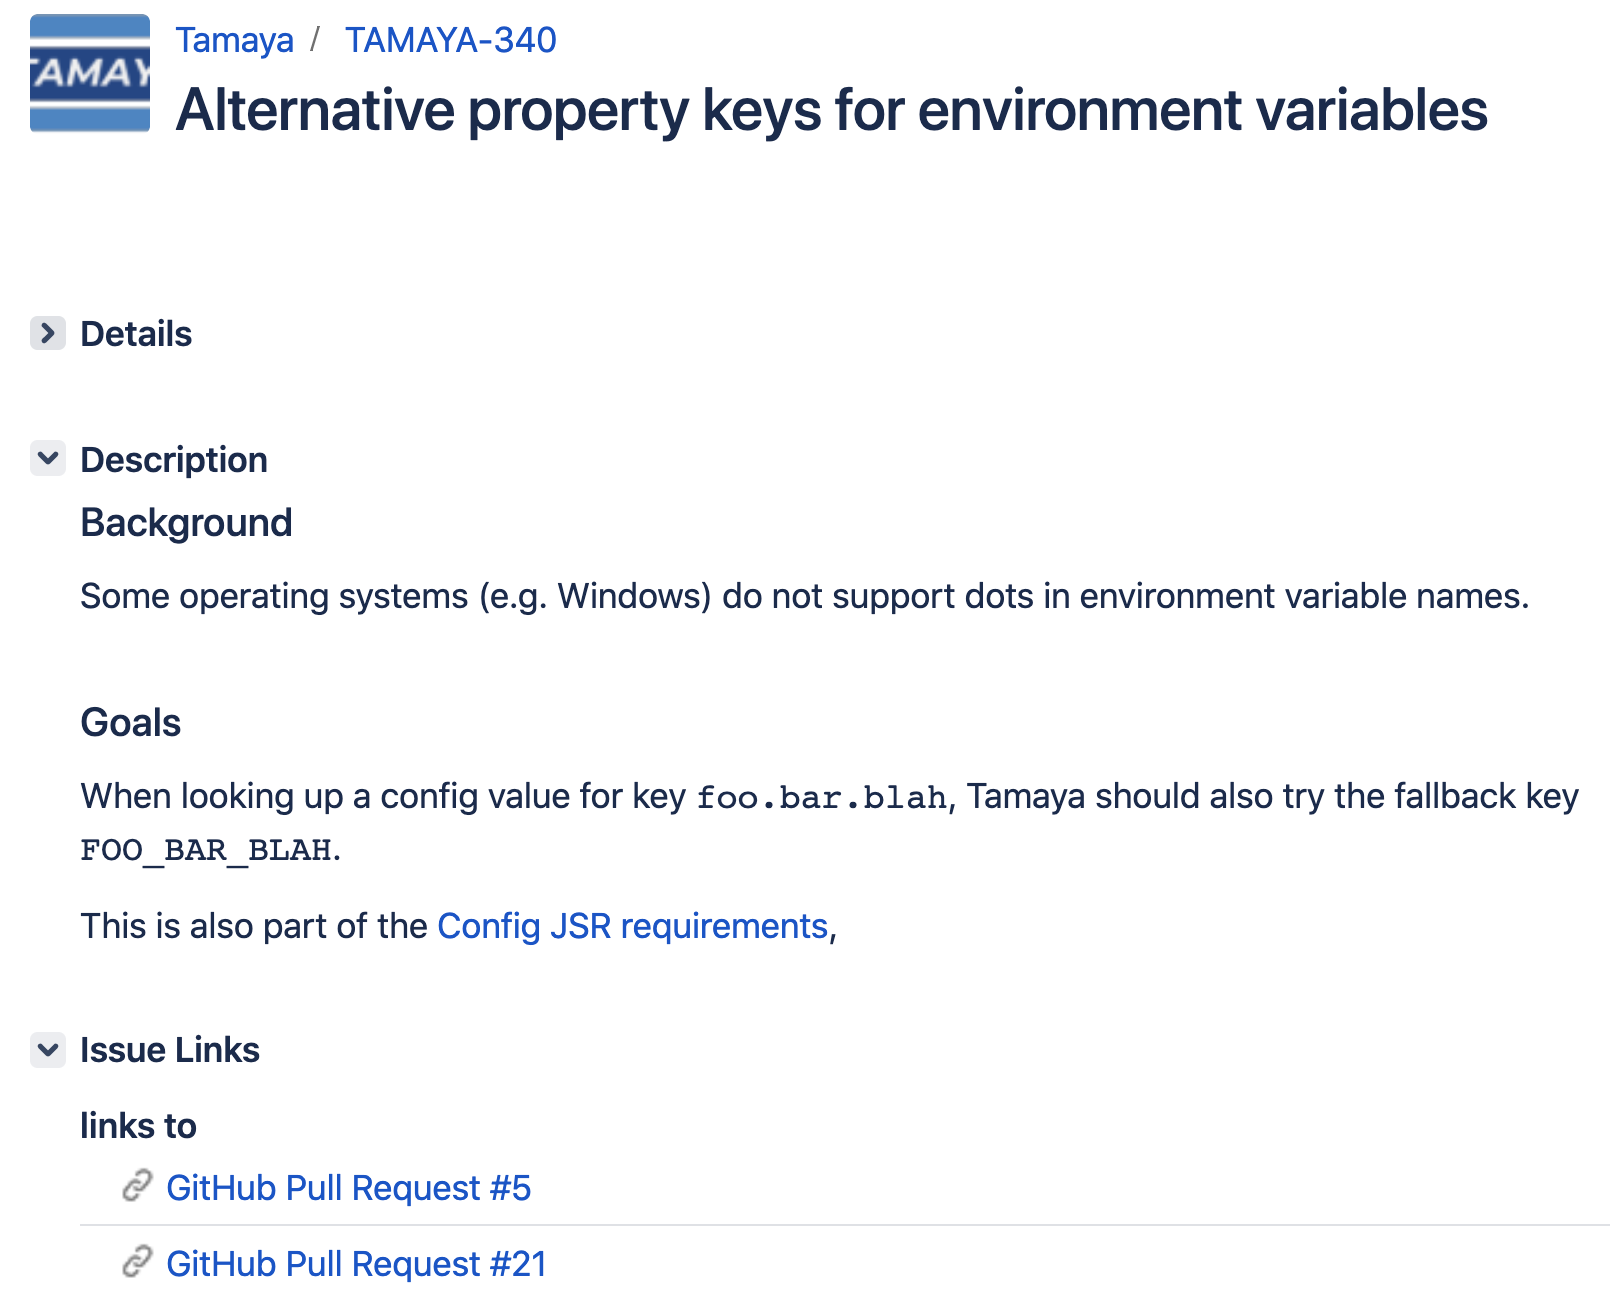 TAMAY
Tamaya / TAMAYA-340
Alternative property keys for environment variables
Details
Description
Background
Some operating systems (e.g. Windows) do not support dots in environment variable names.
Goals
When looking up a config value for key foo.bar.blah, Tamaya should also try the fallback key
FOO_BAR_BLAH.
This is also part of the Config JSR requirements,
Issue Links
links to
GitHub Pull Request #5
GitHub Pull Request #21